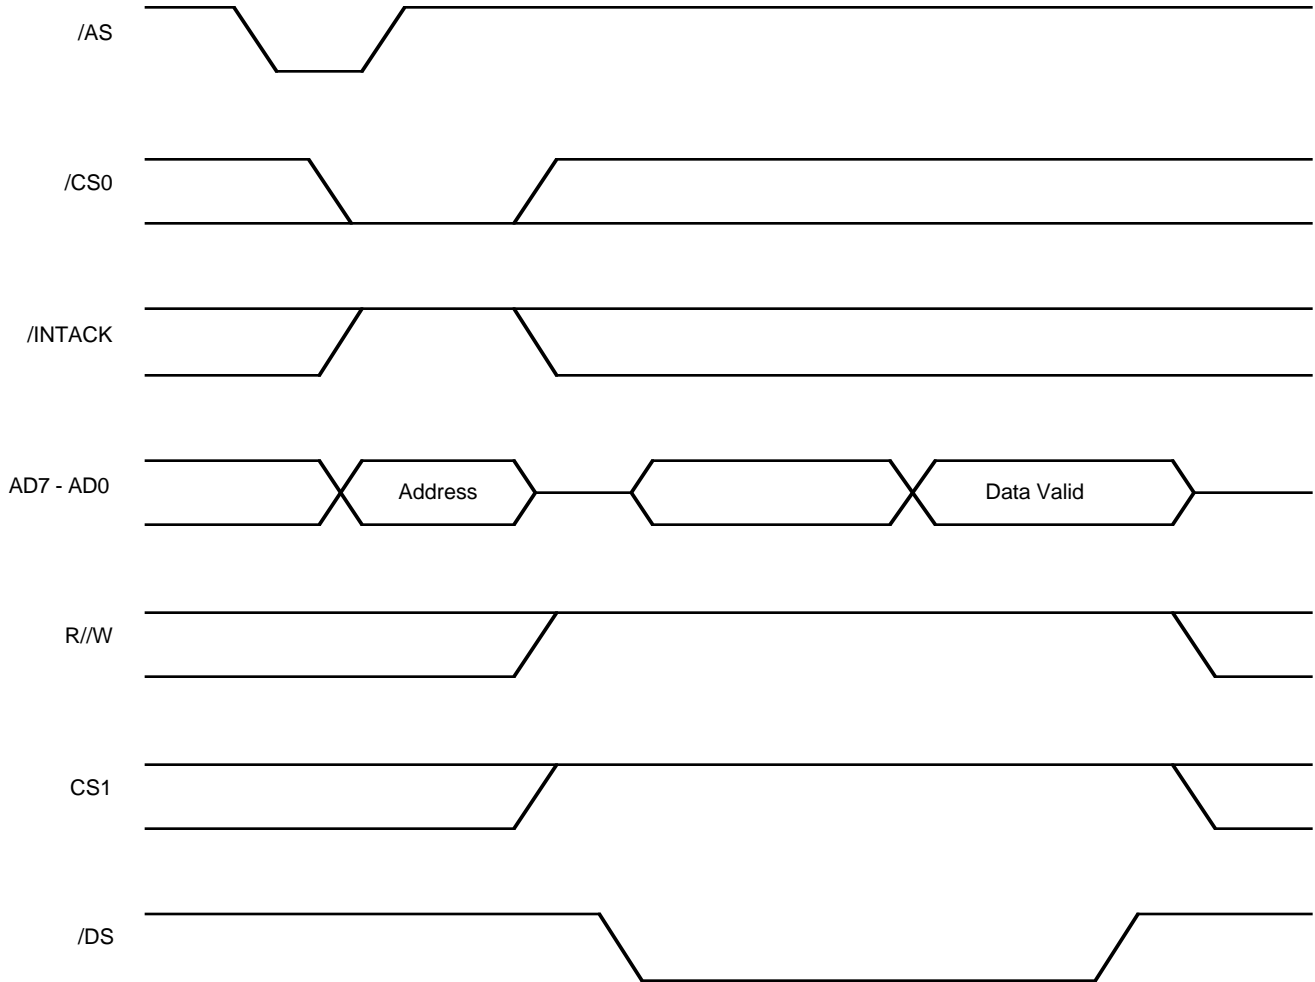 /AS
/CS0
/INTACK
AD7 - AD0
Address
Data Valid
R//W
CS1
/DS